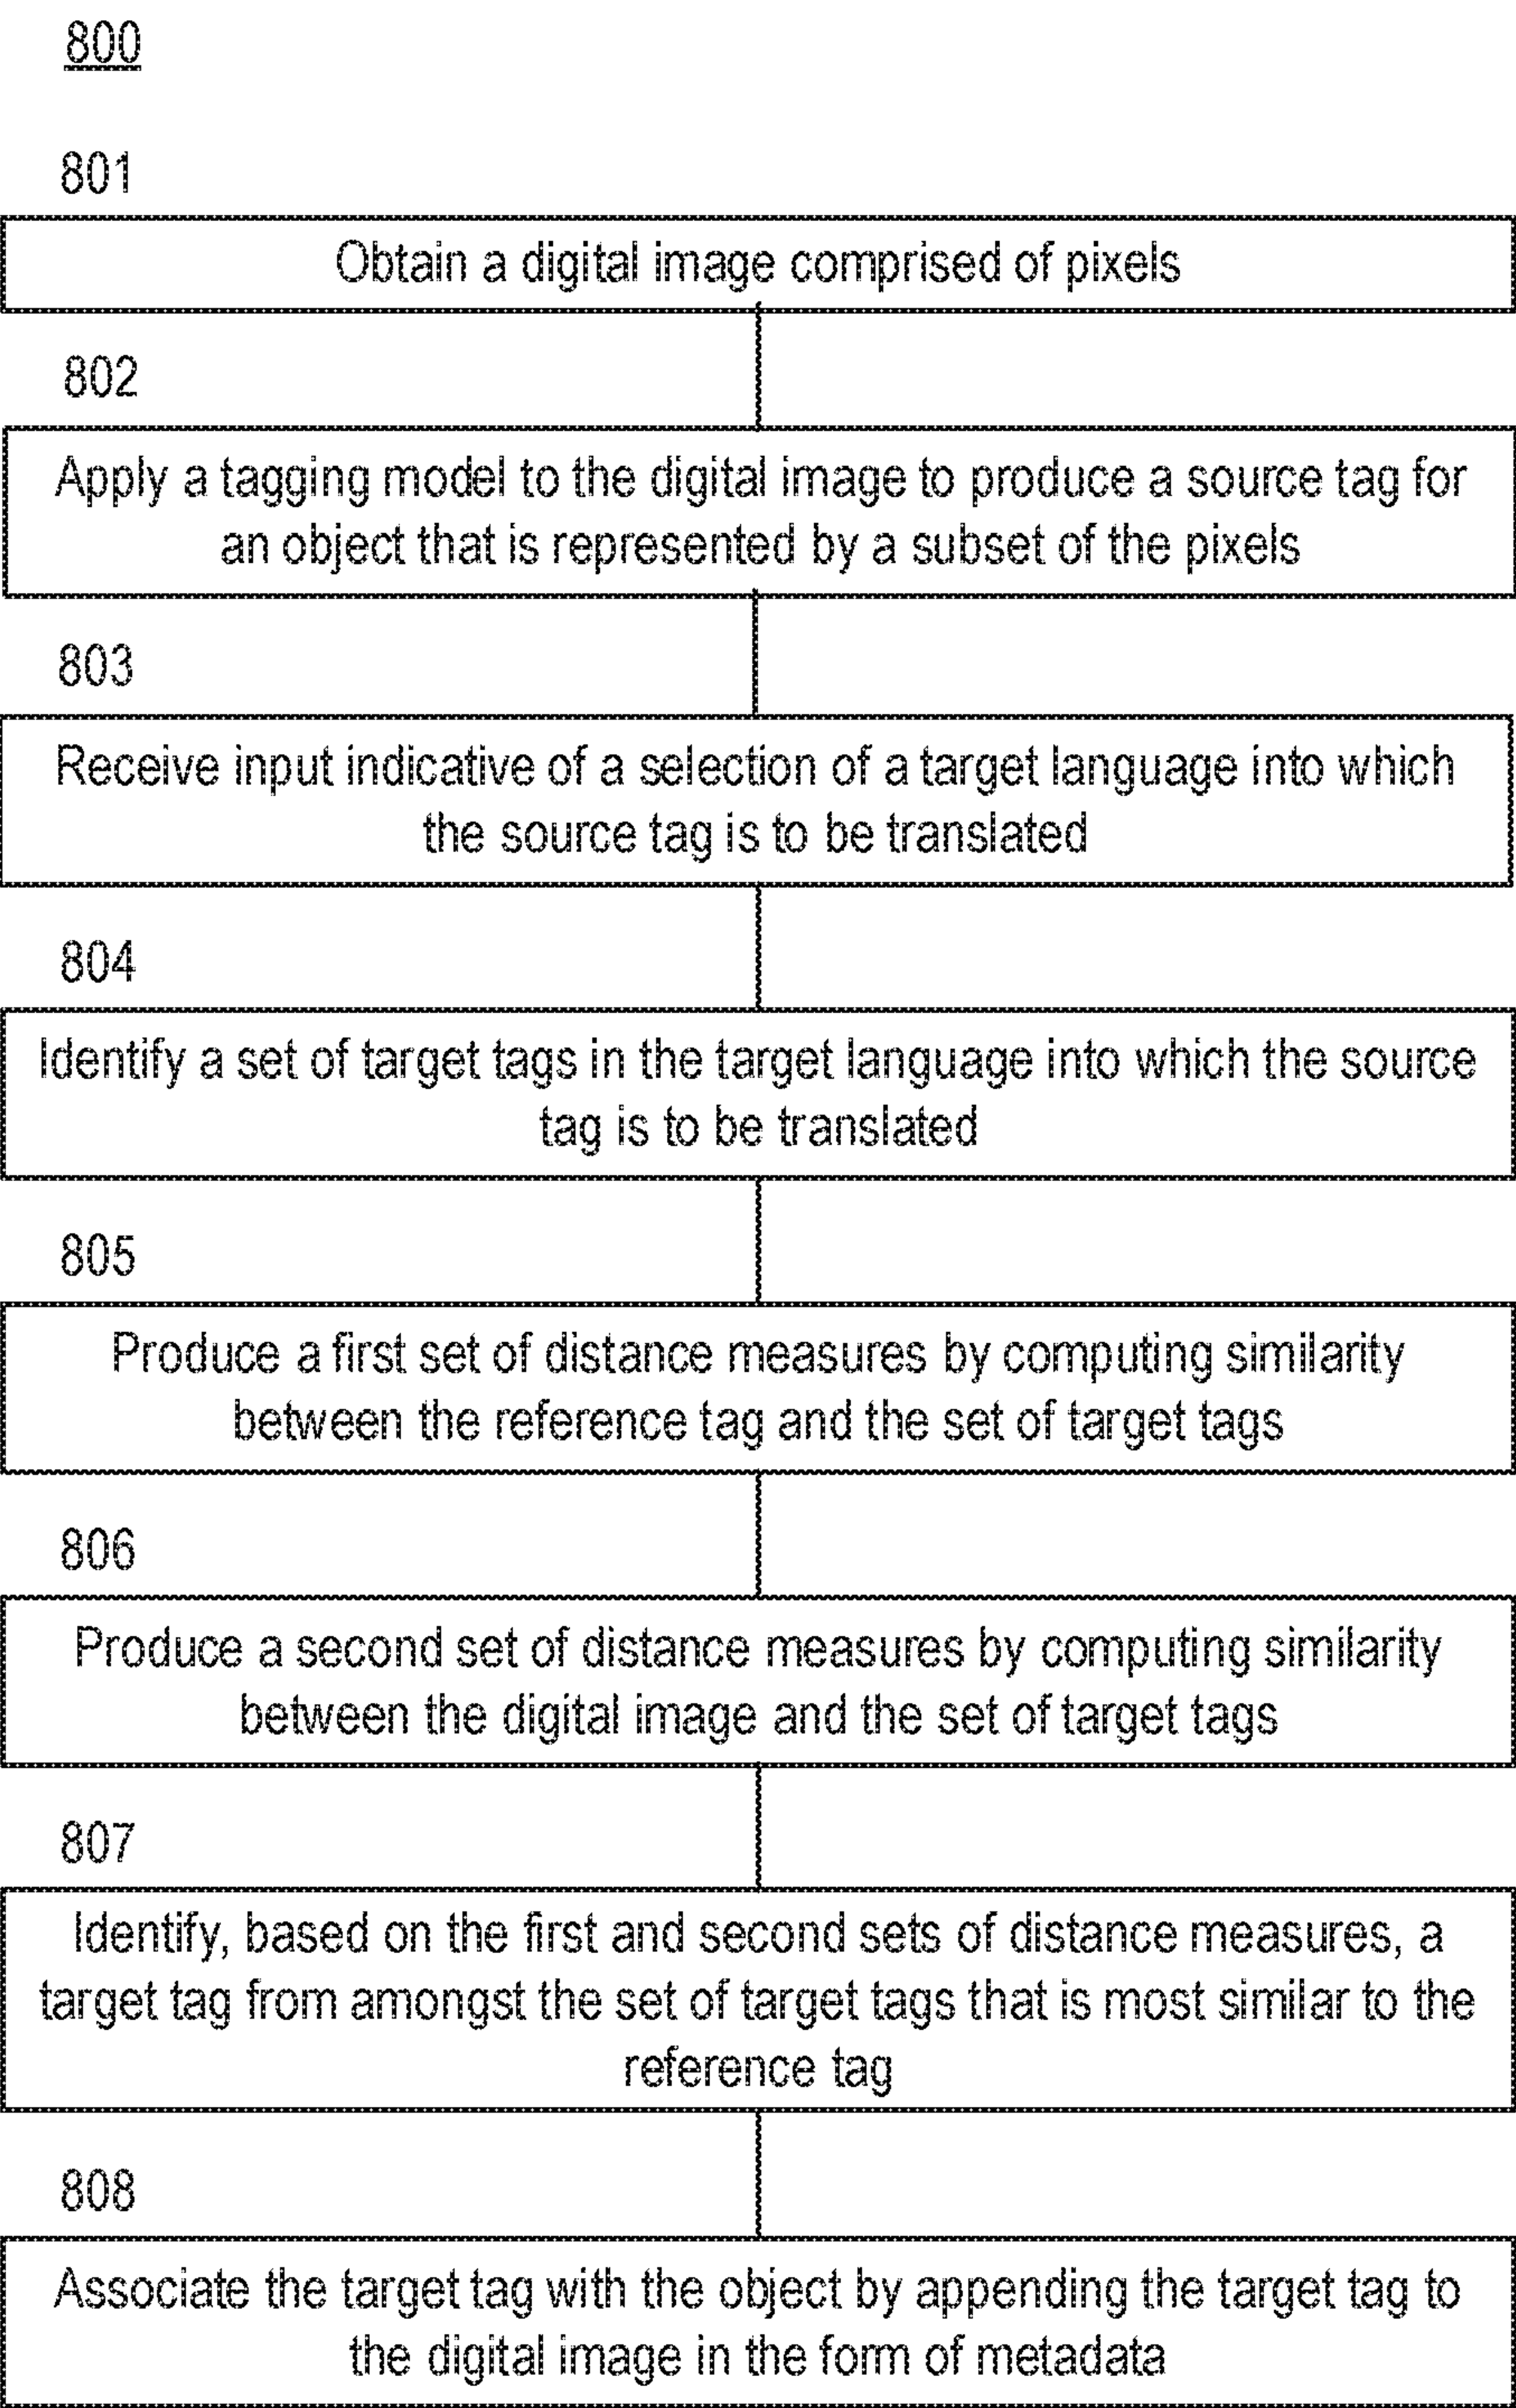 800
801
Obtain a digital image comprised of pixels
802
Apply a tagging model to the digital image to produce a source tag for
an object that is represented by a subset of the pixels
803
Receive input indicative of a selection of a target language into which
the source tag is to be translated
804
Identify a set of target tags in the target language into which the source
tag is to be translated
805
Produce a first set of distance measures by computing similarity
between the reference tag and the set of target tags
806
Produce a second set of distance measures by computing similarity
between the digital image and the set of target tags
807
Identify, based on the first and second sets of distance measures, a
target tag from amongst the set of target tags that is most similar to the
reference tag
808
Associate the target tag with the object by appending the target tag to
the digital image in the form of metadata